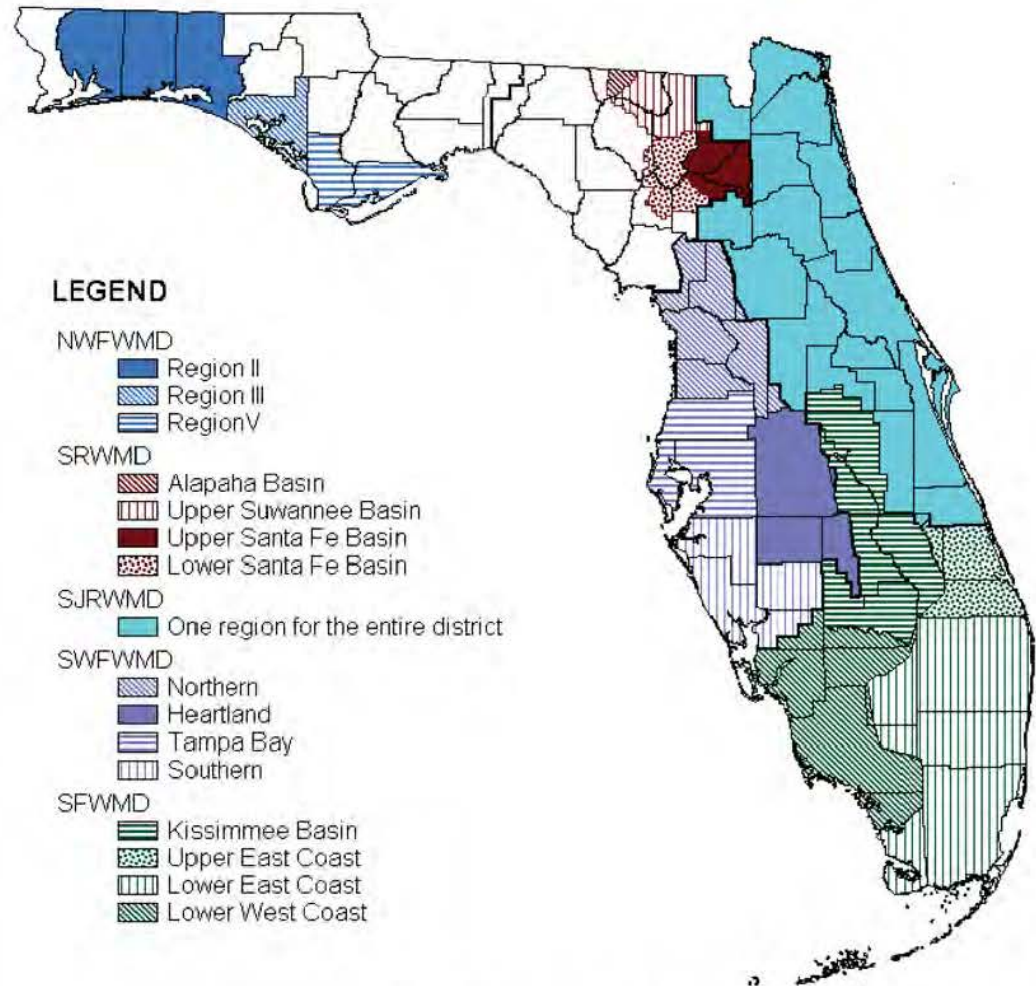 LEGEND
NWFWMD
Region II
Region III
RegionV
SRWMD
Alapaha Basin
Upper Suwannee Basin
Upper Santa Fe Basin
Lower Santa Fe Basin
SJRWMD
One region for the entire district
SWFWMD
Northern
Heartland
Tampa Bay
Southern
SFWMD
Kissimmee Basin
Upper East Coast
Lower East Coast
Lower West Coast